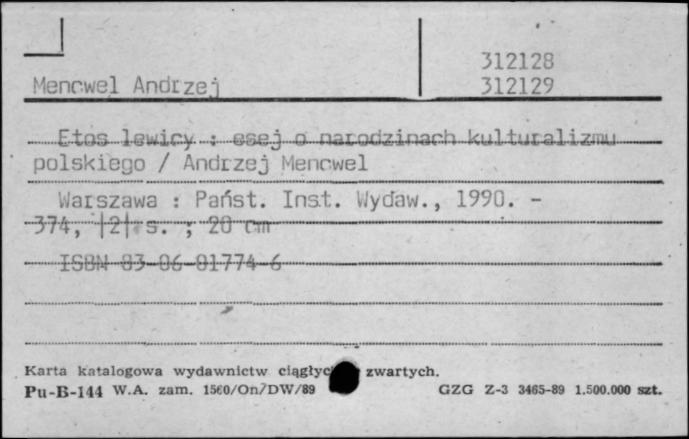 312128
Mencwel Andrzej 312129
Etos lewicy : esej o narodzinach kulturalizmu
polskiego / Andrzej Mencwel
Warszawa : Państ. Inst. Wydaw., 1990. -
374, |2| s. ; 20 cm
ISBN 83-06-01774-6
Karta katalogowa wydawnictw ciągłyc zwartych.
Pu-B-144 W.A. zam. 1560/On/DW/89 GZG Z-3 3465-89 1.500.000 szt.